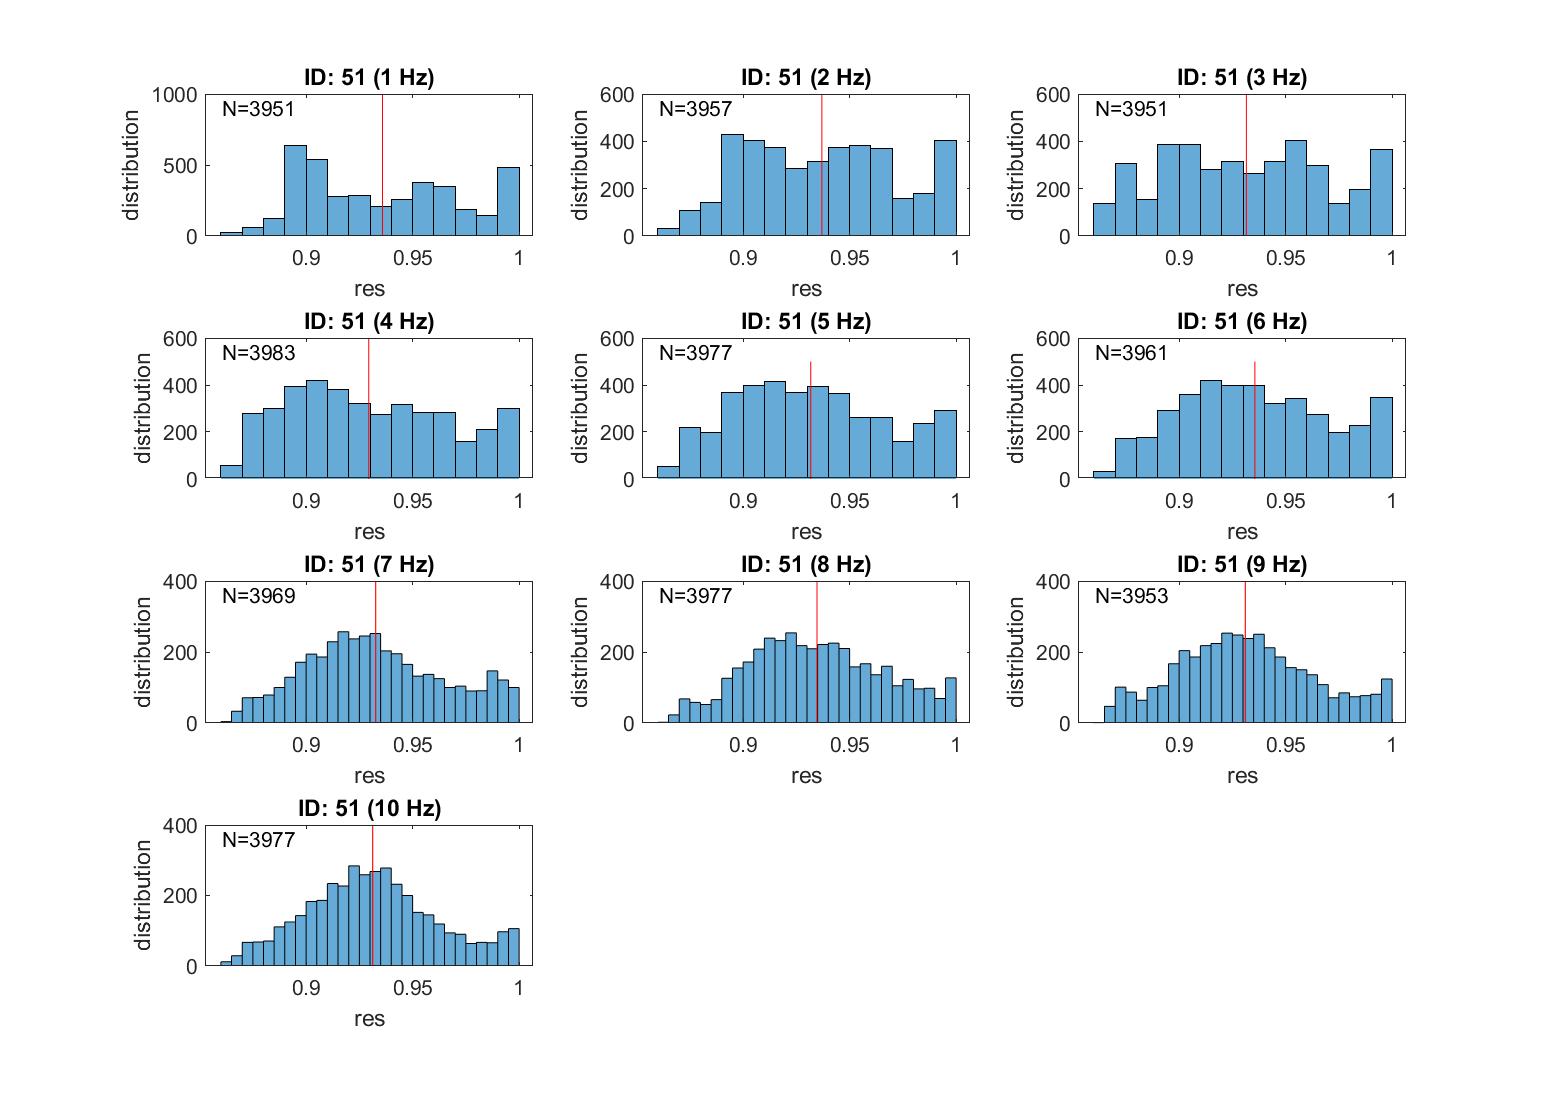 ID: 51 (1 Hz)
1000
500
0
N=3951
distribution
0.9 0.95 1
res
ID: 51 (2 Hz)
600
400
200
0
N=3957
distribution
0.9 0.95 1
res
ID: 51 (3 Hz)
600
400
200
0
N=3951
distribution
0.9 0.95 1
res
ID: 51 (4 Hz)
600
400
200
0
N=3983
distribution
0.9 0.95 1
res
ID: 51 (5 Hz)
600
400
200
0
N=3977
distribution
0.9 0.95 1
res
ID: 51 (6 Hz)
600
400
200
0
N=3961
distribution
0.9 0.95 1
res
ID: 51 (7 Hz)
400
200
0
N=3969
distribution
0.9 0.95 1
res
ID: 51 (8 Hz)
400
200
0
N=3977
distribution
0.9 0.95 1
res
ID: 51 (9 Hz)
400
200
0
N=3953
distribution
0.9 0.95 1
res
ID: 51 (10 Hz)
400
200
0
N=3977
distribution
0.9 0.95 1
res